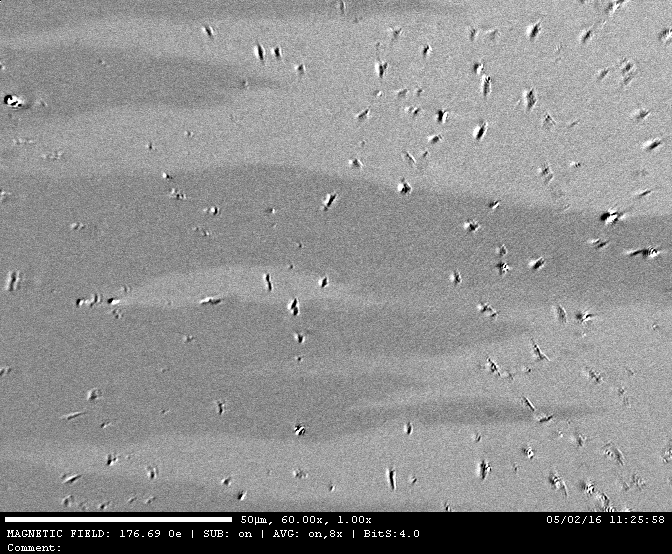 50µm, 60.00x, 1.00x 05/02/16 11:25:58
MAGNETIC FIELD: 176.69 Oe | SUB: on | AVG: on,8x | BitS:4.0
Comment: